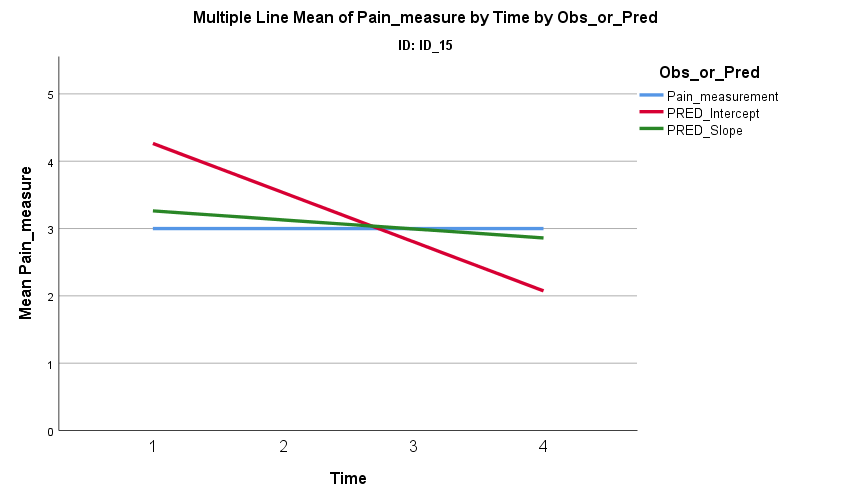 Multiple Line Mean of Pain_measure by Time by Obs_or_Pred
ID: ID_15
Obs_or_Pred
Pain_measurement
PRED_Intercept
PRED_Slope
Mean Pain_measure
5
4
3
2
1
0
1 2 3 4
Time